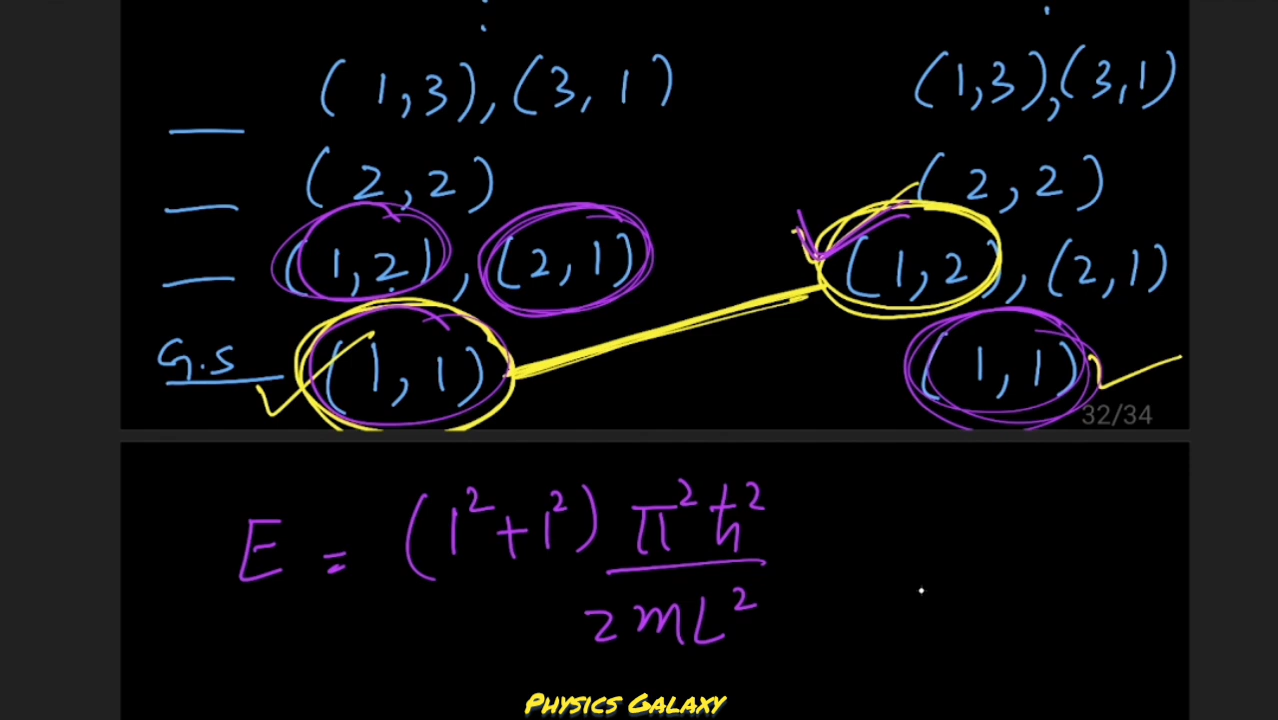 (1,3),(3,1) (1,3),(3,1)
(2,2) (2,2)
(1,2),(2,1) (1,2),(2,1)
G.S (1,1) (1,1)
32/34
E = (1²+1²) π²ħ²
2mL²
PHYSICS GALAXY